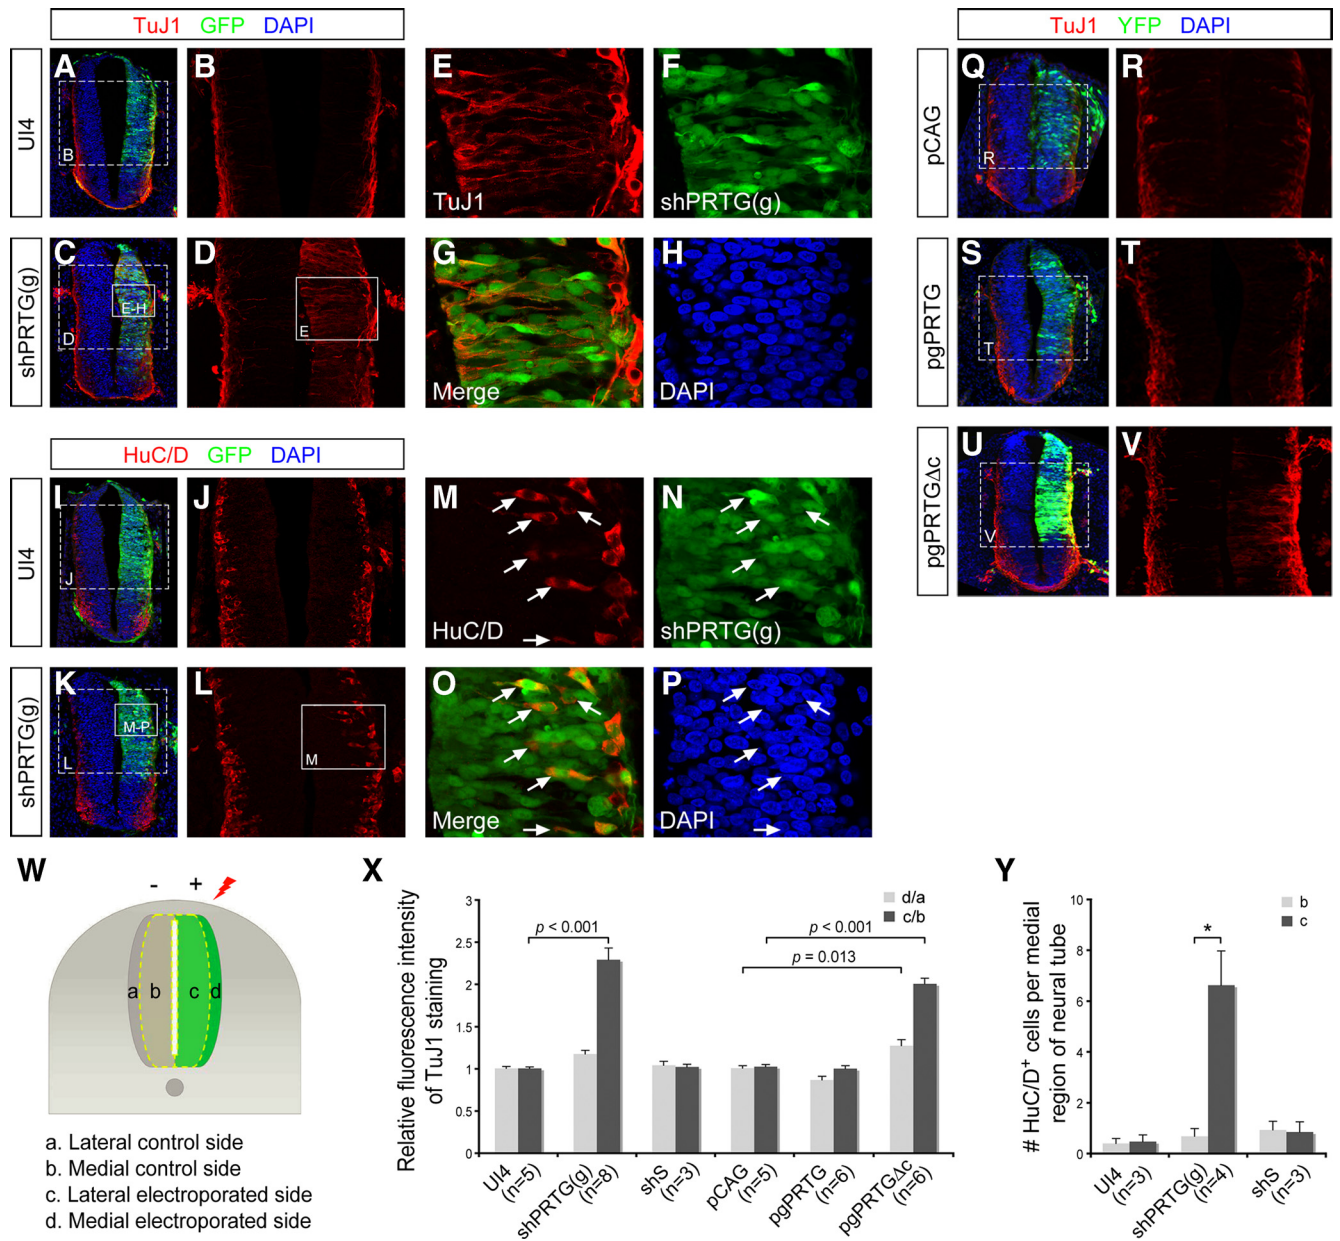 TuJ1 GFP DAPI
TuJ1 YFP DAPI
UI4
A
B
B
E
TuJ1
F
shPRTG(g)
pCAG
Q
R
R
shPRTG(g)
C
E-H
D
D
E
G
Merge
H
DAPI
pgPRTG
S
T
T
HuC/D GFP DAPI
pgPRTGΔc
U
V
V
UI4
I
J
J
M
HuC/D
N
shPRTG(g)
shPRTG(g)
K
M-P
L
L
M
O
Merge
P
DAPI
W
- +
a b c d
a. Lateral control side
b. Medial control side
c. Lateral electroporated side
d. Medial electroporated side
X
Relative fluorescence intensity
of TuJ1 staining
3
2.5
2
1.5
1
0.5
0
d/a
c/b
p < 0.001
p < 0.001
p = 0.013
UI4
(n=5)
shPRTG(g)
(n=8)
shS
(n=3)
pCAG
(n=5)
pgPRTG
(n=6)
pgPRTGΔc
(n=6)
Y
# HuC/D+ cells per medial
region of neural tube
10
8
6
4
2
0
b
c
*
UI4
(n=3)
shPRTG(g)
(n=4)
shS
(n=3)